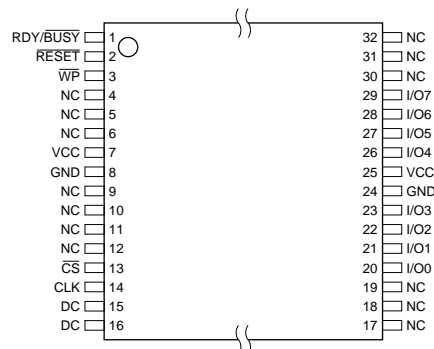 RDY/BUSY 1 32 NC
RESET 2 31 NC
WP 3 30 NC
NC 4 29 I/O7
NC 5 28 I/O6
NC 6 27 I/O5
VCC 7 26 I/O4
GND 8 25 VCC
NC 9 24 GND
NC 10 23 I/O3
NC 11 22 I/O2
NC 12 21 I/O1
CS 13 20 I/O0
CLK 14 19 NC
DC 15 18 NC
DC 16 17 NC